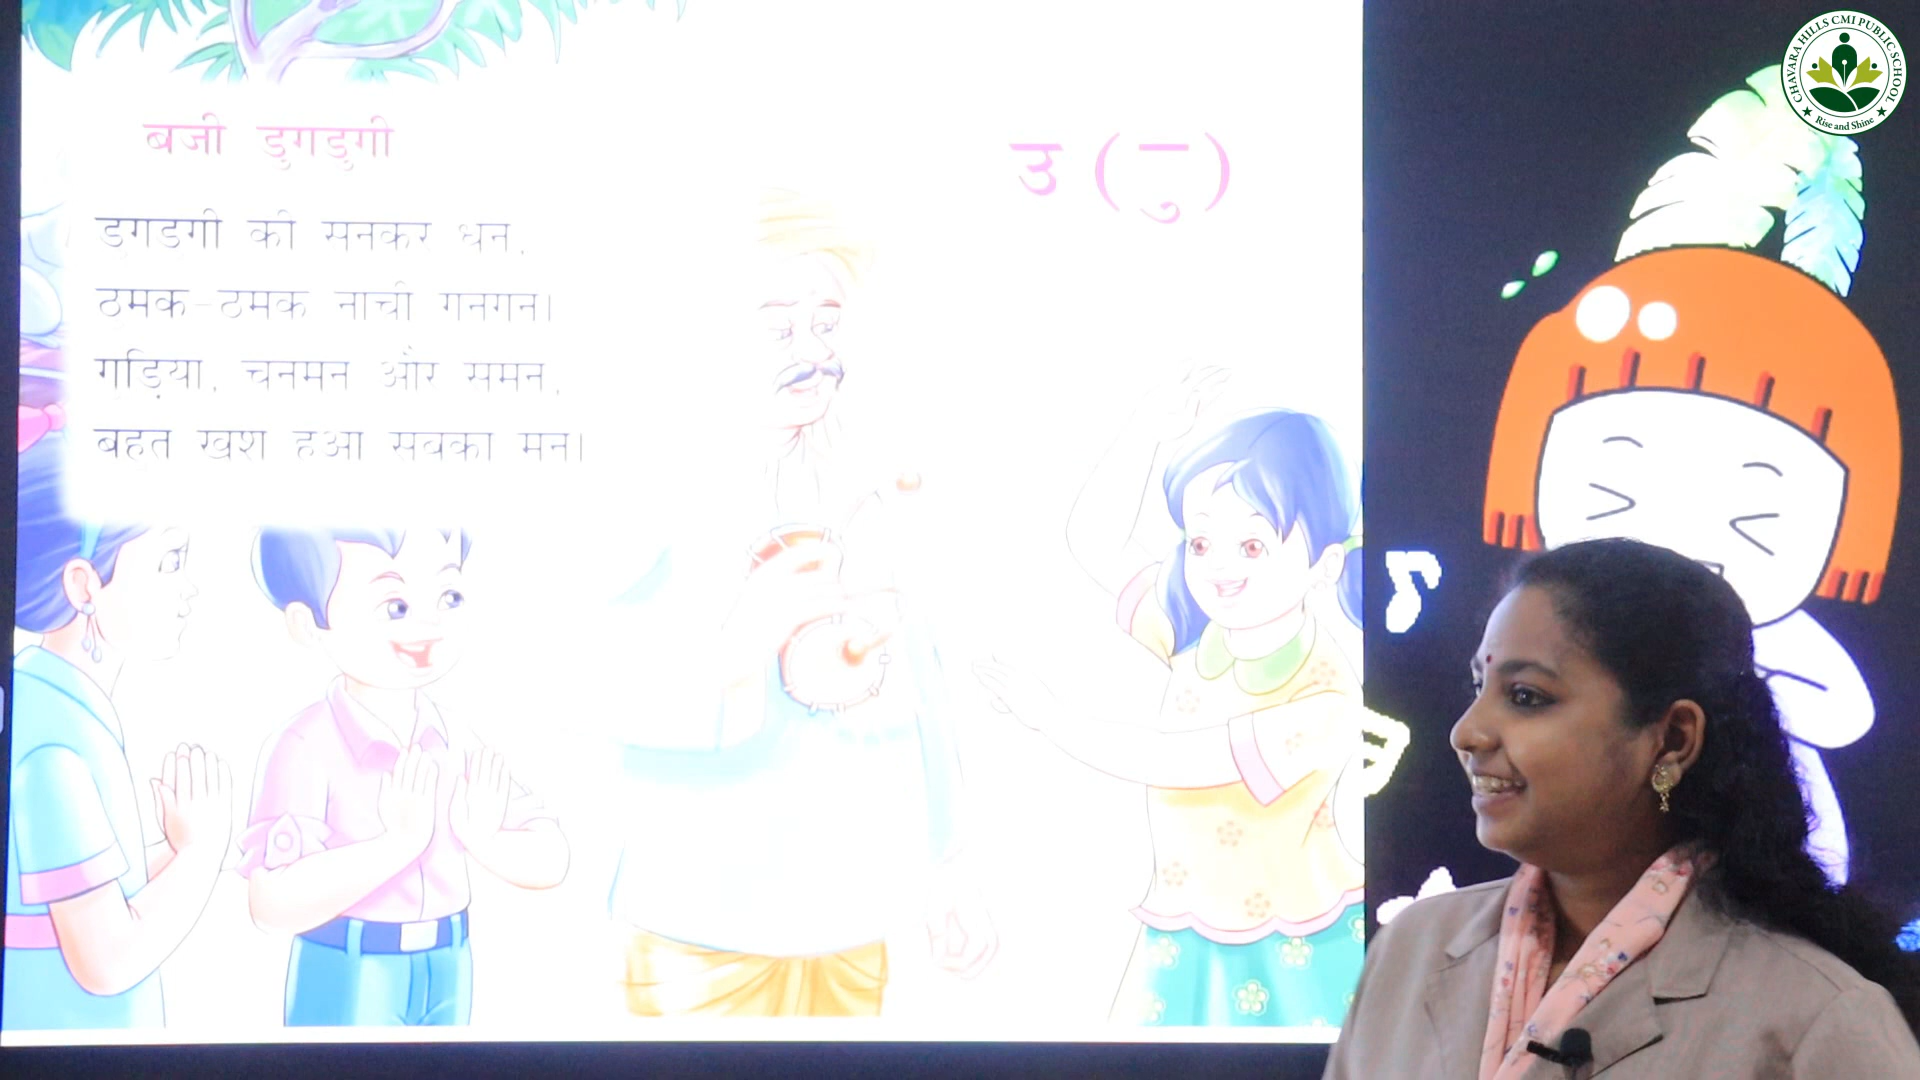 बजी डुगडुगी
उ ( ु )
डुगडुगी की सुनकर धुन,
ठुमक-ठुमक नाची गुनगुन।
गुड़िया, चुनमुन और सुमन,
बहुत खुश हुआ सबका मन।
CHAVARA HILLS CMI PUBLIC SCHOOL
Rise and Shine